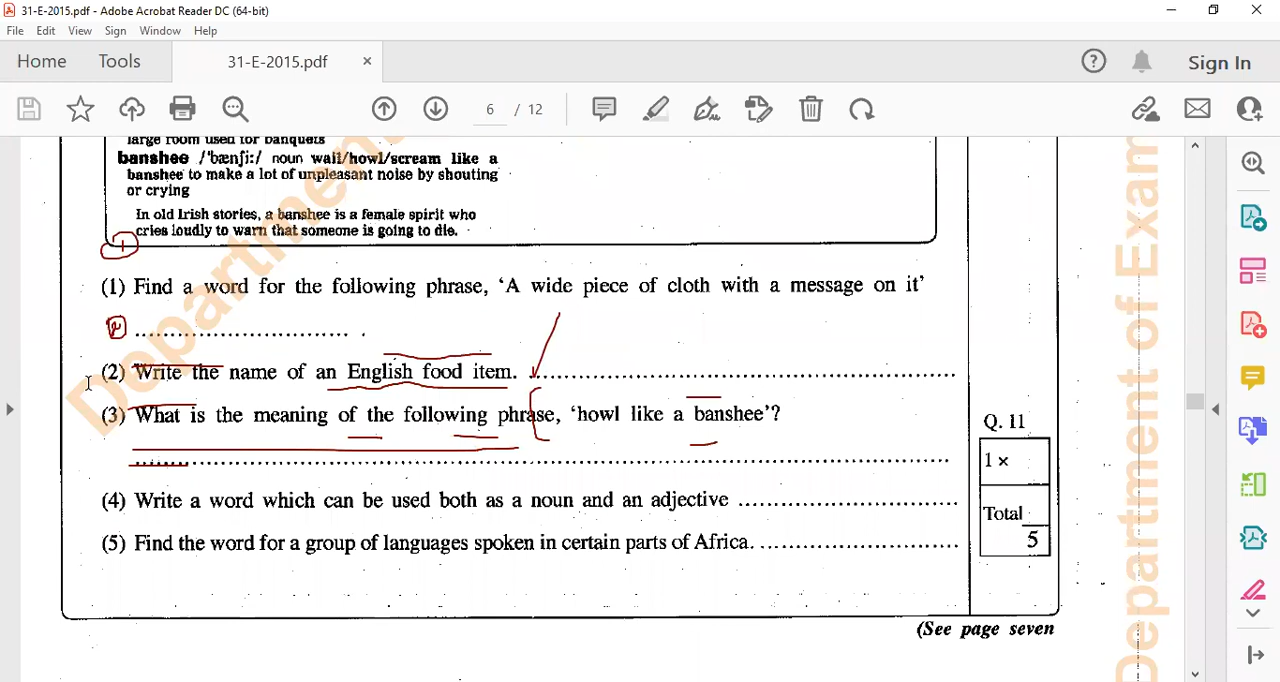 31-E-2015.pdf - Adobe Acrobat Reader DC (64-bit)
File Edit View Sign Window Help
Home Tools 31-E-2015.pdf × Sign In
6 / 12
large room used for banquets
banshee /'bænʃi:/ noun wail/howl/scream like a
banshee to make a lot of unpleasant noise by shouting
or crying
In old Irish stories, a banshee is a female spirit who
cries loudly to warn that someone is going to die.
(1) Find a word for the following phrase, ‘A wide piece of cloth with a message on it’
..............................
(2) Write the name of an English food item. ..............................
(3) What is the meaning of the following phrase, ‘howl like a banshee’?
..............................
(4) Write a word which can be used both as a noun and an adjective ..............................
(5) Find the word for a group of languages spoken in certain parts of Africa. ..............................
Q. 11
1 ×
Total
5
(See page seven
Department
Department of Exam